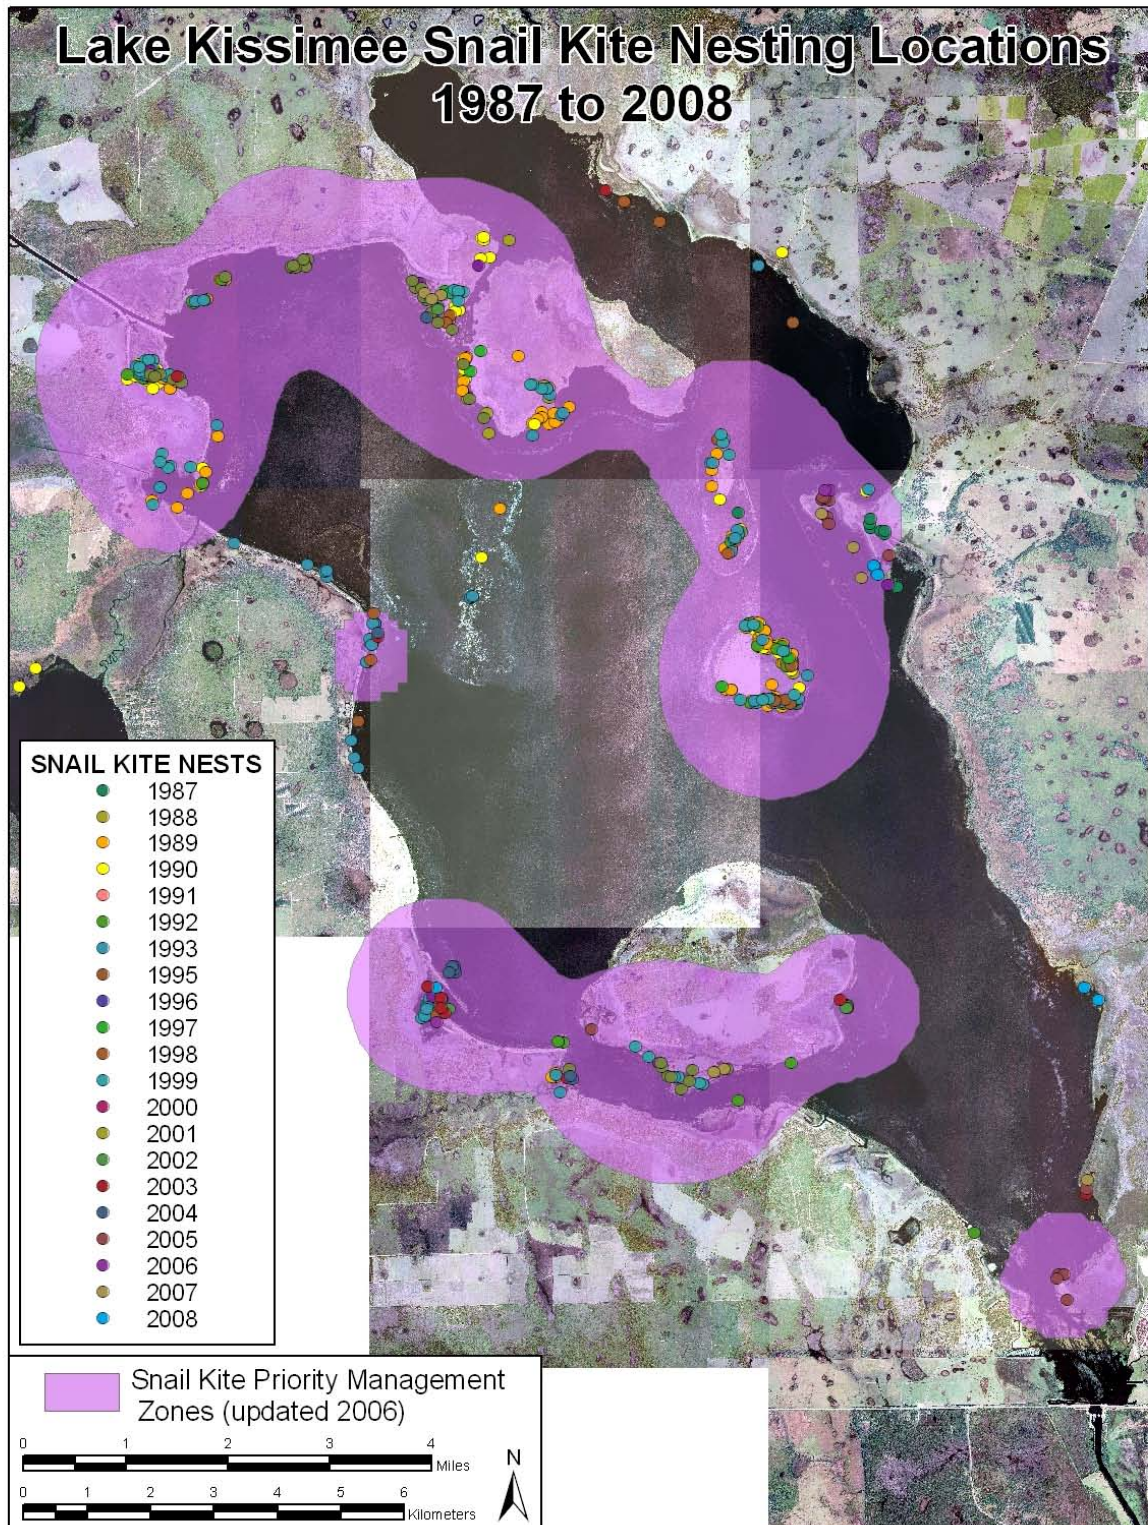 Lake Kissimee Snail Kite Nesting Locations
1987 to 2008
SNAIL KITE NESTS
1987
1988
1989
1990
1991
1992
1993
1995
1996
1997
1998
1999
2000
2001
2002
2003
2004
2005
2006
2007
2008
Snail Kite Priority Management
Zones (updated 2006)
0 1 2 3 4
Miles
N
0 1 2 3 4 5 6
Kilometers